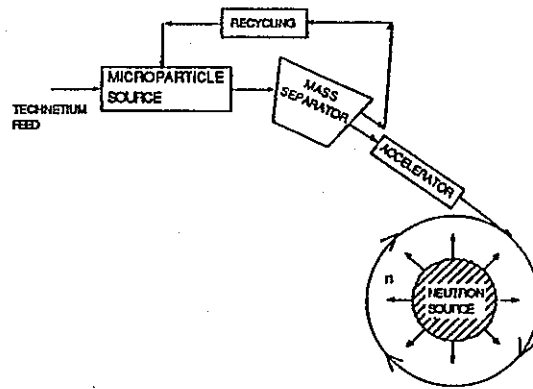 RECYCLING
MICROPARTICLE
SOURCE
TECHNETIUM
FEED
MASS
SEPARATOR
ACCELERATOR
n
NEUTRON
SOURCE